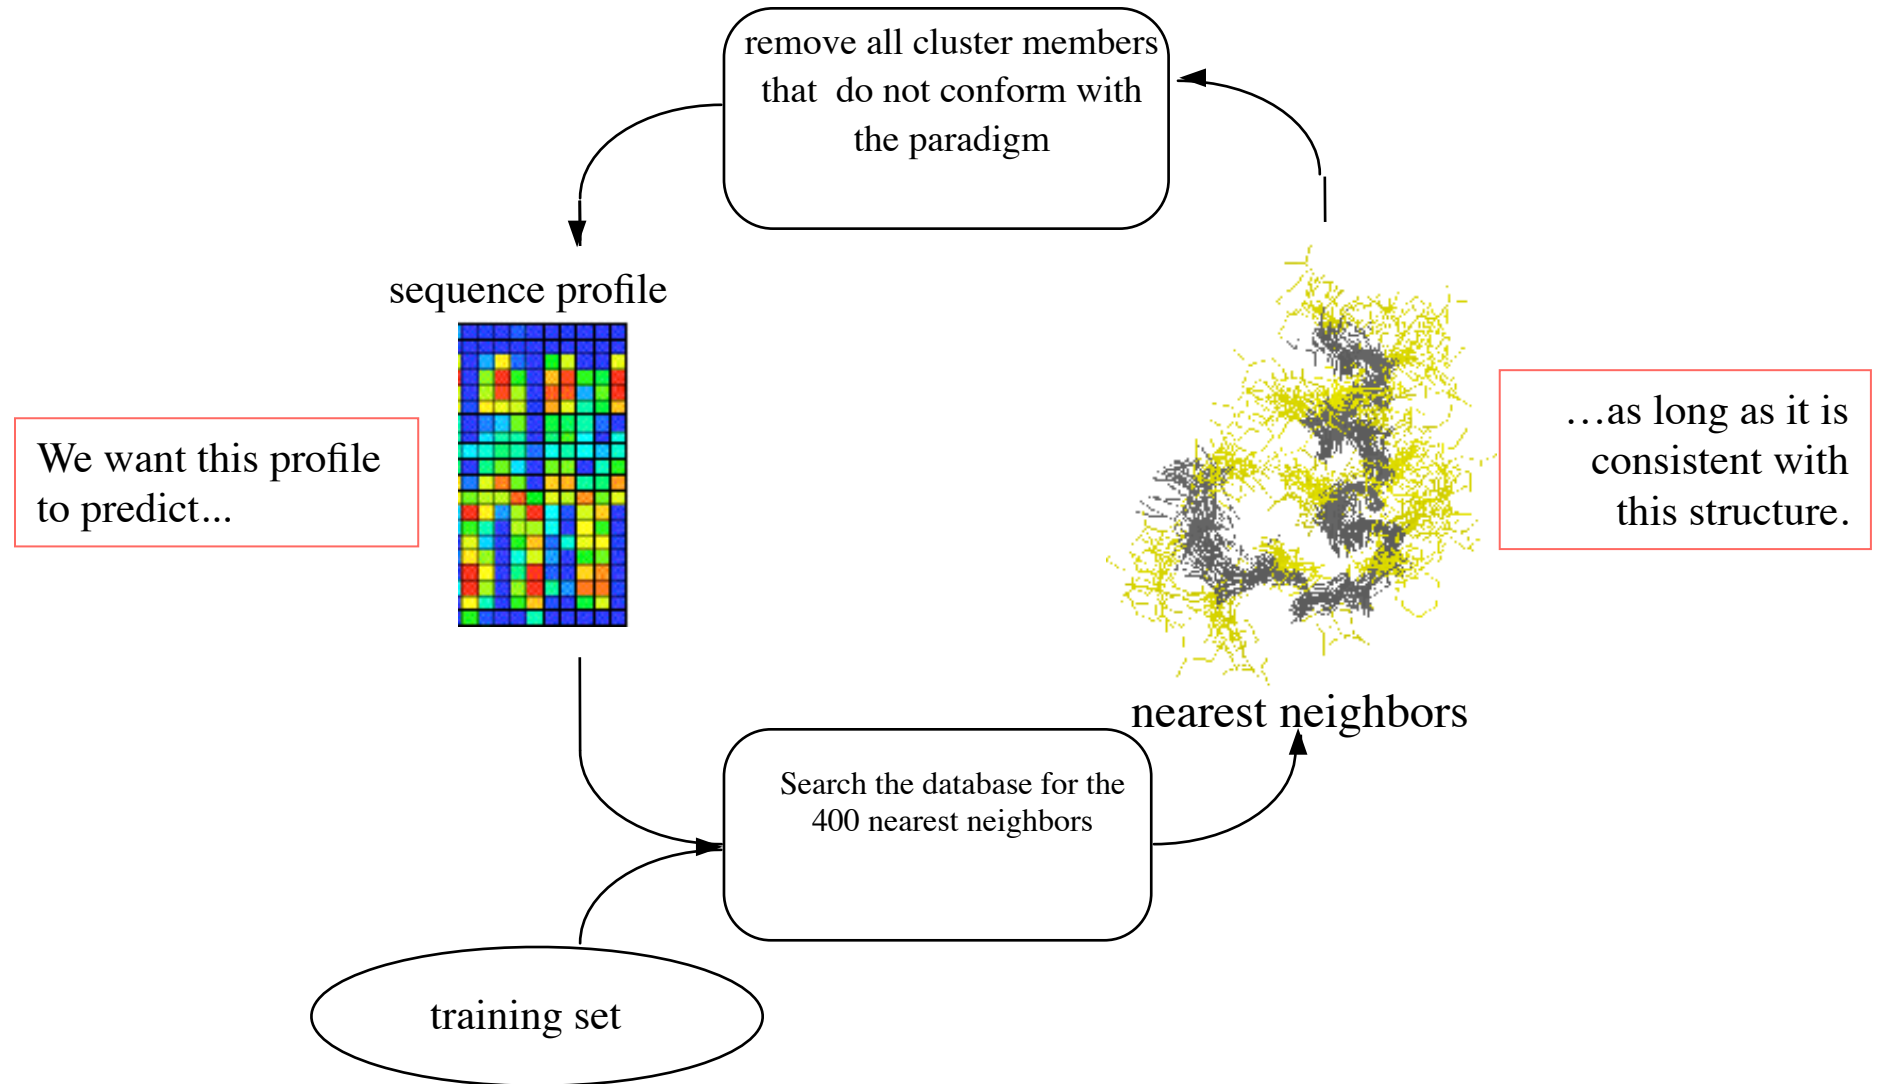 remove all cluster members
that do not conform with
the paradigm
sequence profile
We want this profile
to predict...
…as long as it is
consistent with
this structure.
nearest neighbors
Search the database for the
400 nearest neighbors
training set